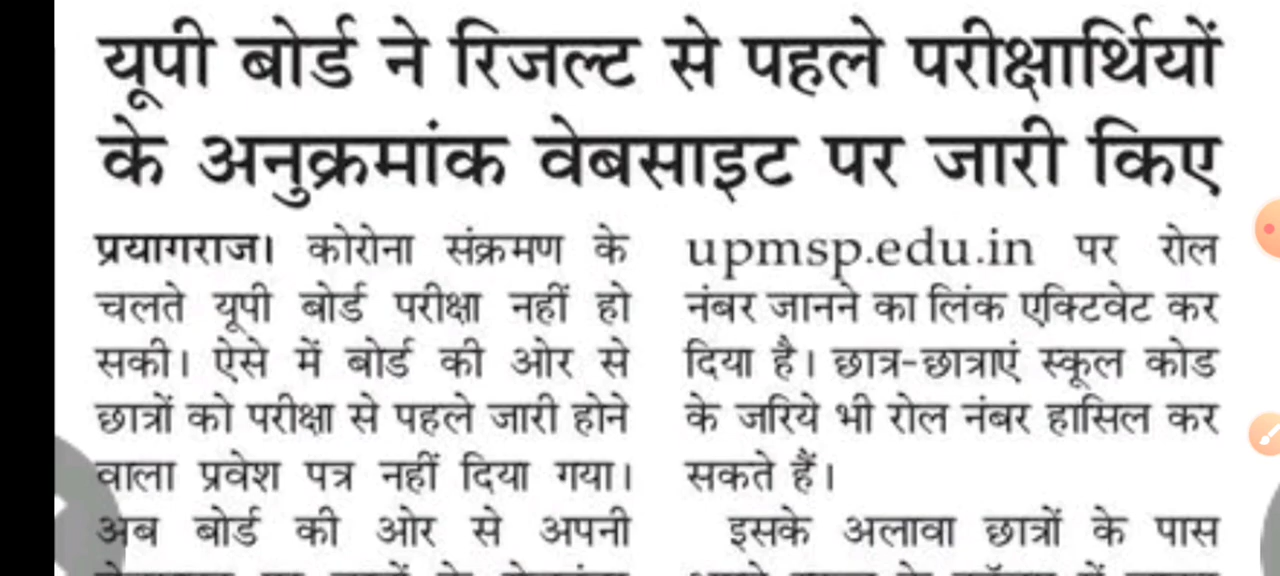 यूपी बोर्ड ने रिजल्ट से पहले परीक्षार्थियों
के अनुक्रमांक वेबसाइट पर जारी किए
प्रयागराज। कोरोना संक्रमण के
चलते यूपी बोर्ड परीक्षा नहीं हो
सकी। ऐसे में बोर्ड की ओर से
छात्रों को परीक्षा से पहले जारी होने
वाला प्रवेश पत्र नहीं दिया गया।
अब बोर्ड की ओर से अपनी
upmsp.edu.in पर रोल
नंबर जानने का लिंक एक्टिवेट कर
दिया है। छात्र-छात्राएं स्कूल कोड
के जरिये भी रोल नंबर हासिल कर
सकते हैं।
इसके अलावा छात्रों के पास